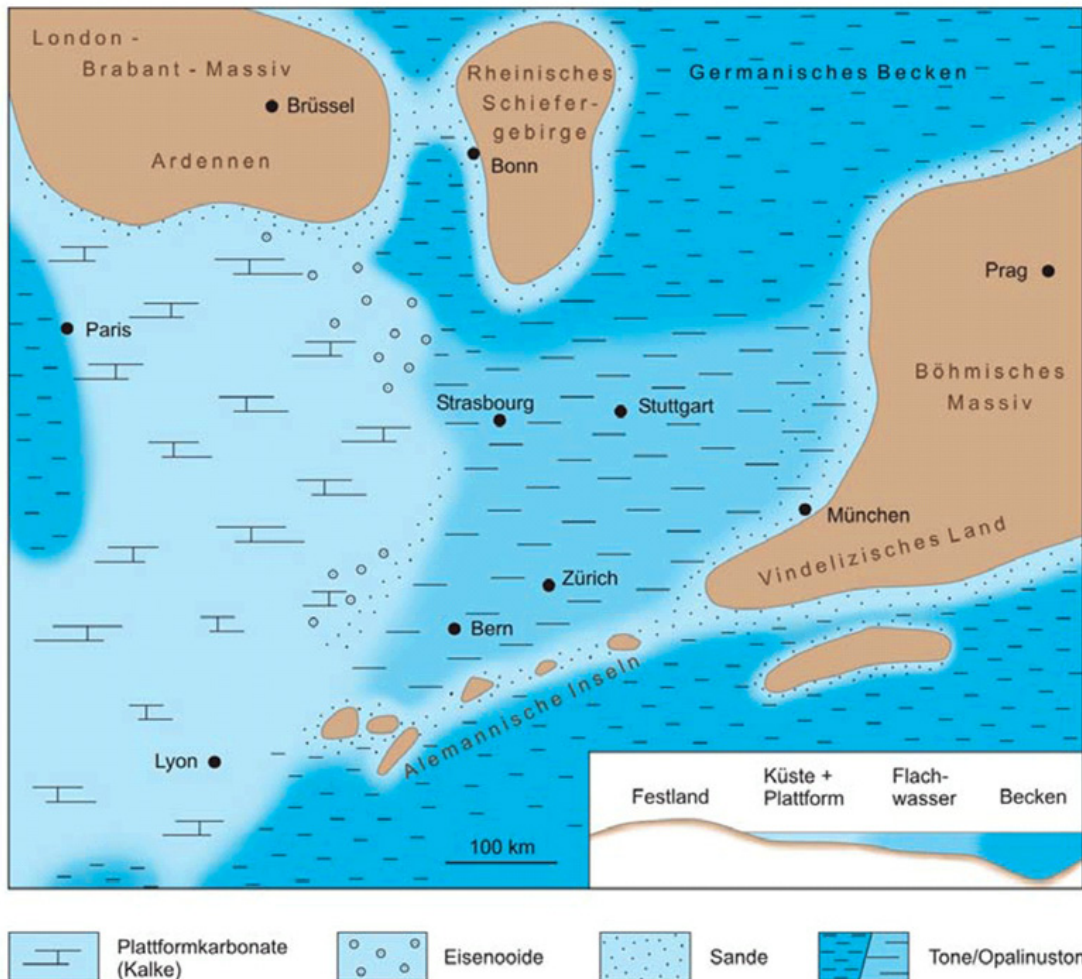 London -
Brabant - Massiv
Brüssel
Ardennen
Rheinisches
Schiefer-
gebirge
Bonn
Germanisches Becken
Prag
Paris
Böhmisches
Massiv
Strasbourg
Stuttgart
München
Vindelizisches Land
Zürich
Bern
Alemannische Inseln
Lyon
100 km
Festland
Küste +
Plattform
Flach-
wasser
Becken
Plattformkarbonate
(Kalke)
Eisenooide
Sande
Tone/Opalinuston